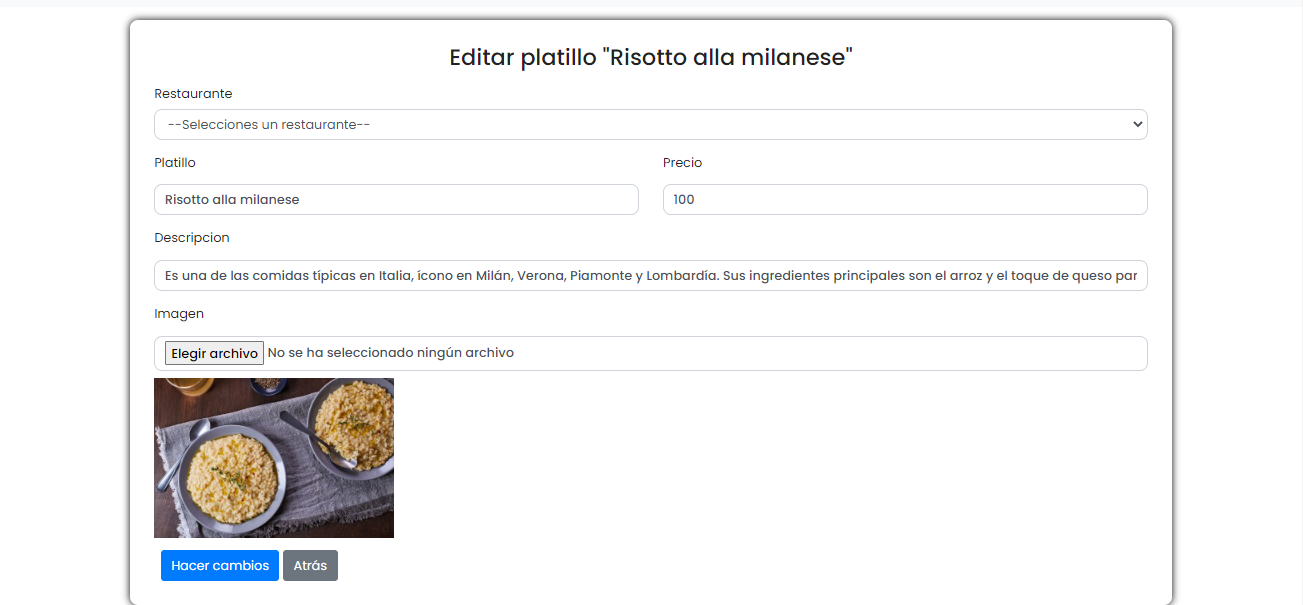 Editar platillo "Risotto alla milanese"
Restaurante
--Selecciones un restaurante--
Platillo
Precio
Risotto alla milanese
100
Descripcion
Es una de las comidas típicas en Italia, ícono en Milán, Verona, Piamonte y Lombardía. Sus ingredientes principales son el arroz y el toque de queso par
Imagen
Elegir archivo No se ha seleccionado ningún archivo
Hacer cambios Atrás